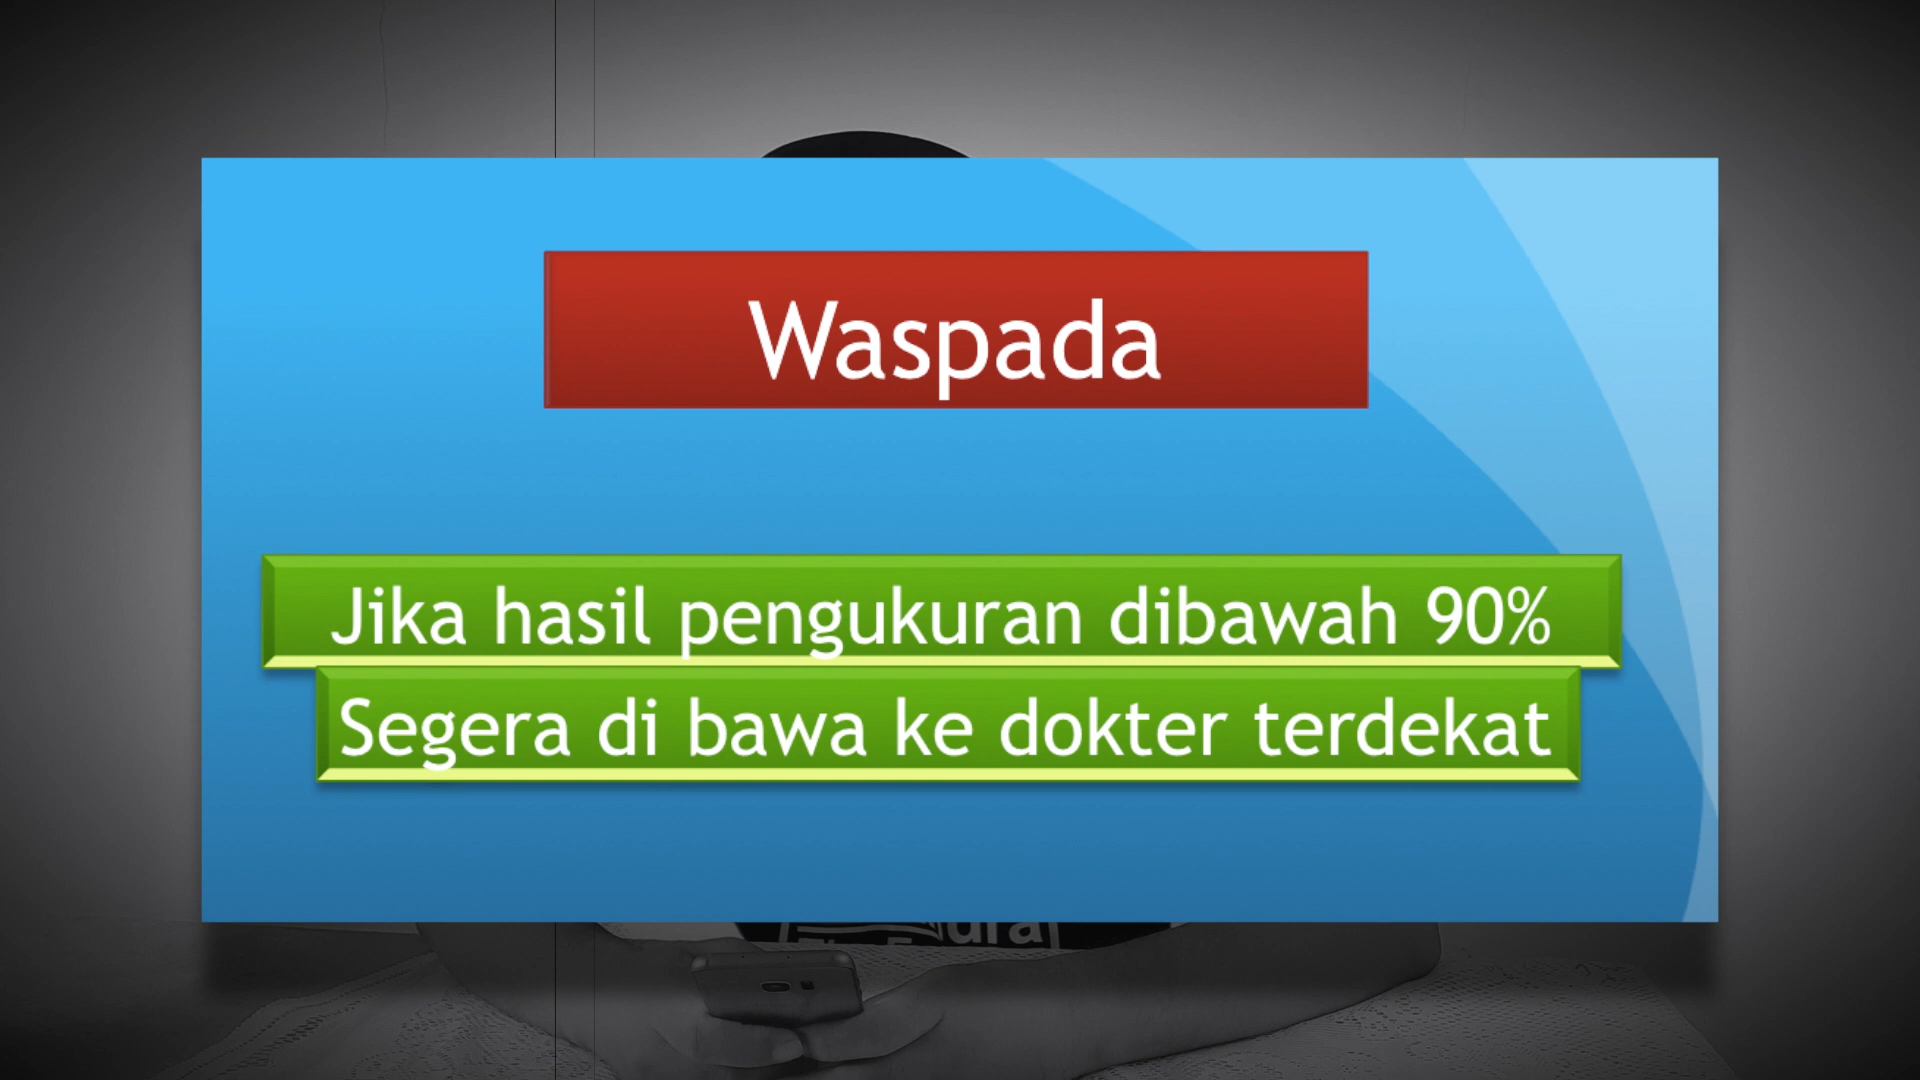 Waspada
Jika hasil pengukuran dibawah 90%
Segera di bawa ke dokter terdekat